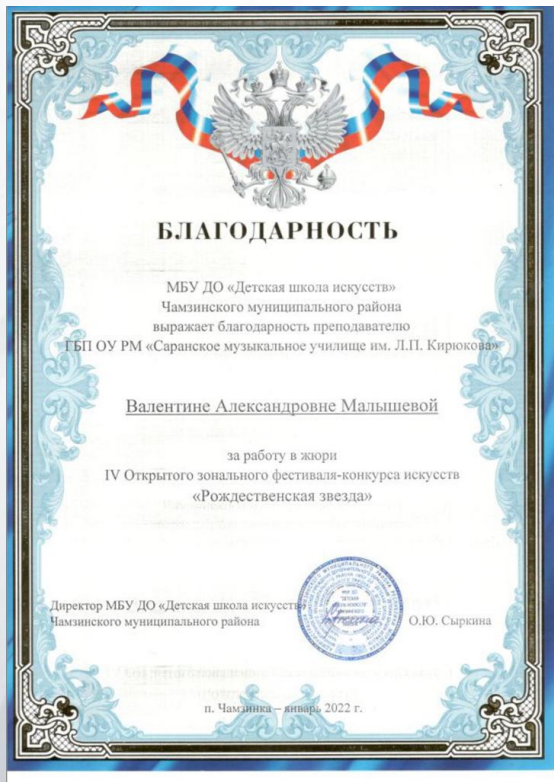 БЛАГОДАРНОСТЬ
МБУ ДО «Детская школа искусств»
Чамзинского муниципального района
выражает благодарность преподавателю
ГБП ОУ РМ «Саранское музыкальное училище им. Л.П. Кирюкова»
Валентине Александровне Малышевой
за работу в жюри
IV Открытого зонального фестиваля-конкурса искусств
«Рождественская звезда»
Директор МБУ ДО «Детская школа искусств»
Чамзинского муниципального района О.Ю. Сыркина
п. Чамзинка – январь 2022 г.